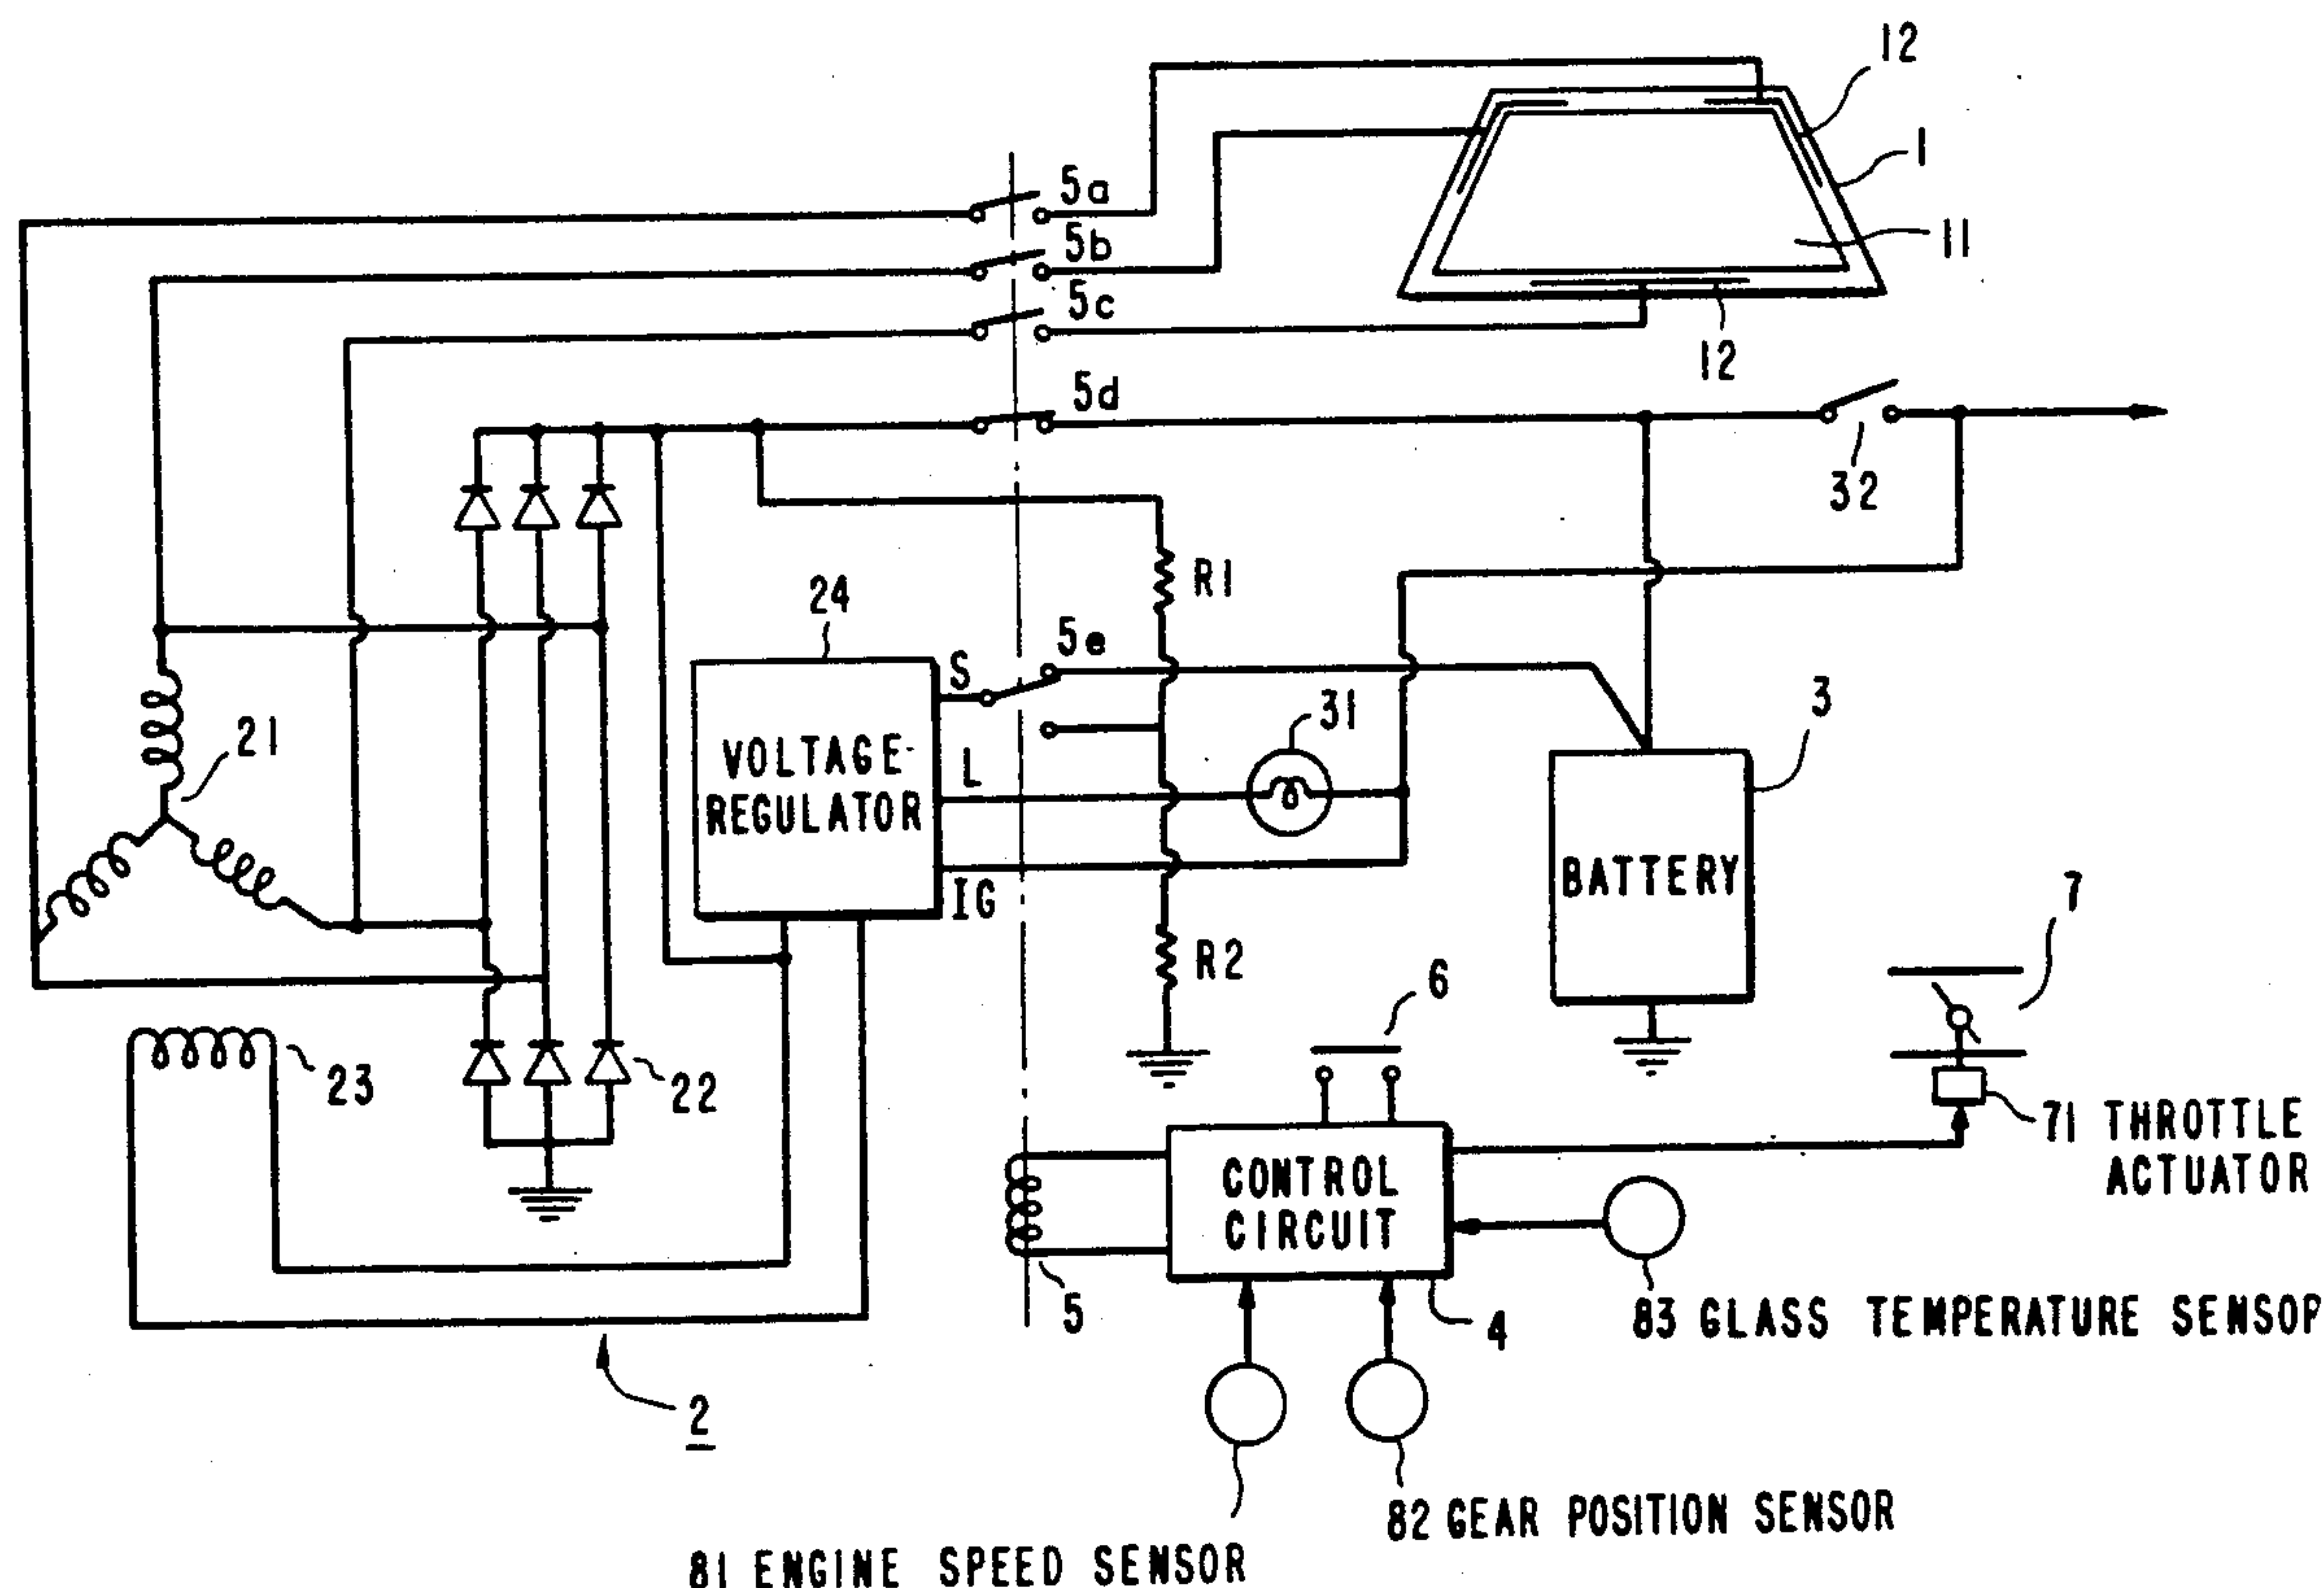 12
1
5a
5b
11
5c
12
5d
32
R1
24
5e
S
31
3
21
VOLTAGE-
REGULATOR
L
IG
BATTERY
7
R2
6
23
22
71 THROTTLE
ACTUATOR
CONTROL
CIRCUIT
5
4
83 GLASS TEMPERATURE SENSOP
2
82 GEAR POSITION SENSOR
81 ENGINE SPEED SENSOR